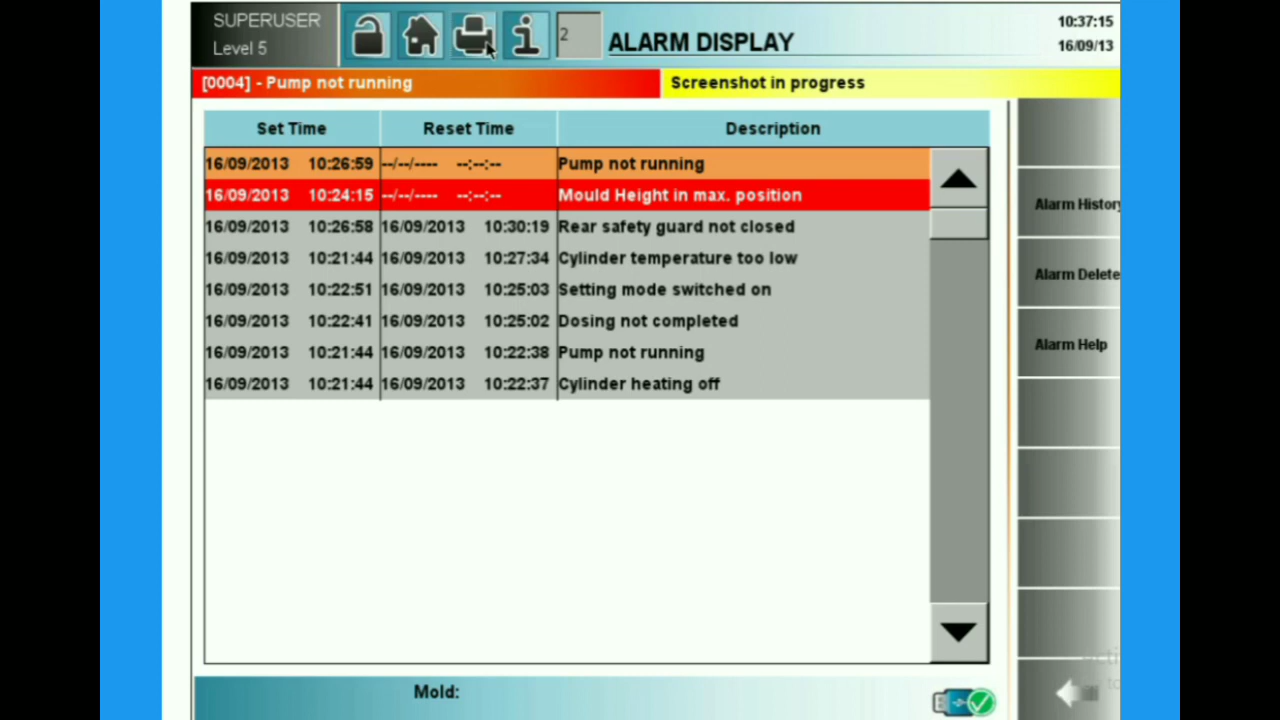 SUPERUSER
Level 5
2
ALARM DISPLAY
10:37:15
16/09/13
[0004] - Pump not running
Screenshot in progress
Set Time Reset Time Description
16/09/2013 10:26:59 --/--/---- --:--:-- Pump not running
16/09/2013 10:24:15 --/--/---- --:--:-- Mould Height in max. position
16/09/2013 10:26:58 16/09/2013 10:30:19 Rear safety guard not closed
16/09/2013 10:21:44 16/09/2013 10:27:34 Cylinder temperature too low
16/09/2013 10:22:51 16/09/2013 10:25:03 Setting mode switched on
16/09/2013 10:22:41 16/09/2013 10:25:02 Dosing not completed
16/09/2013 10:21:44 16/09/2013 10:22:38 Pump not running
16/09/2013 10:21:44 16/09/2013 10:22:37 Cylinder heating off
Alarm History
Alarm Delete
Alarm Help
Mold: